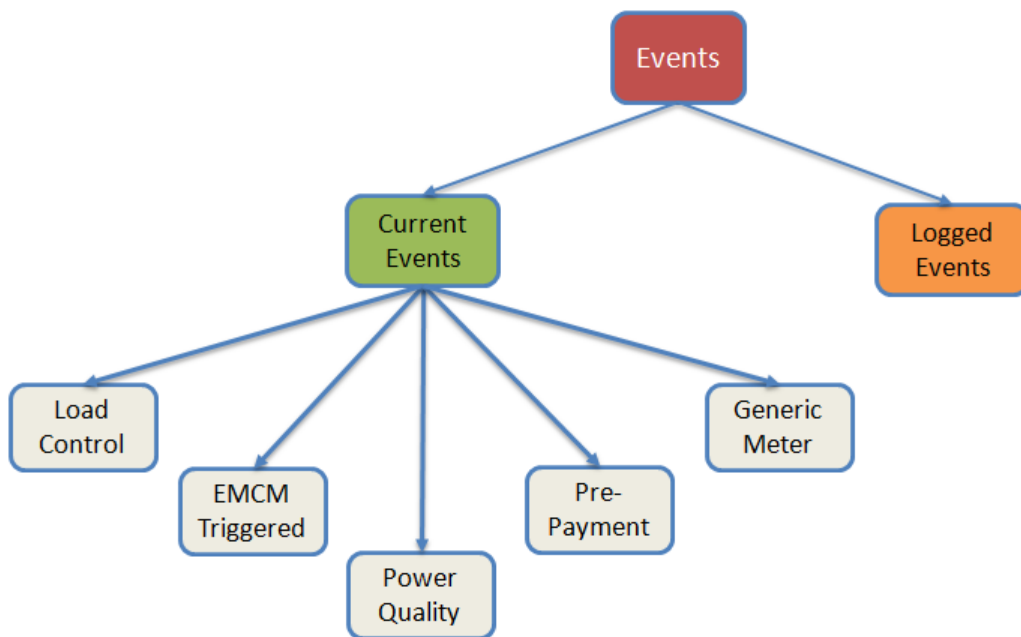 Events
Current
Events
Logged
Events
Load
Control
EMCM
Triggered
Power
Quality
Pre-
Payment
Generic
Meter